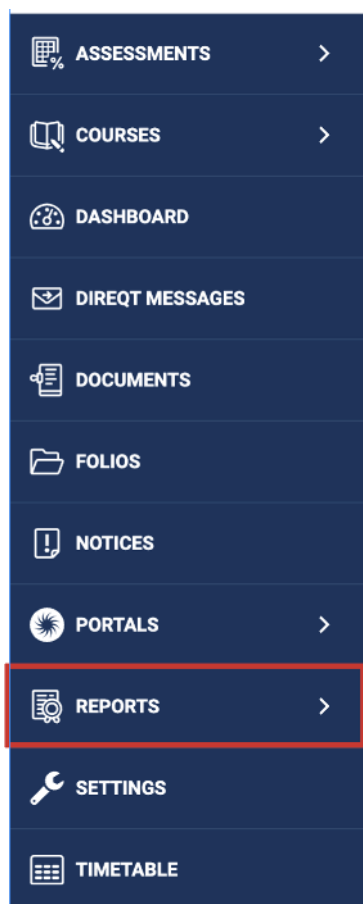 ASSESSMENTS
COURSES
DASHBOARD
DIREQT MESSAGES
DOCUMENTS
FOLIOS
NOTICES
PORTALS
REPORTS
SETTINGS
TIMETABLE